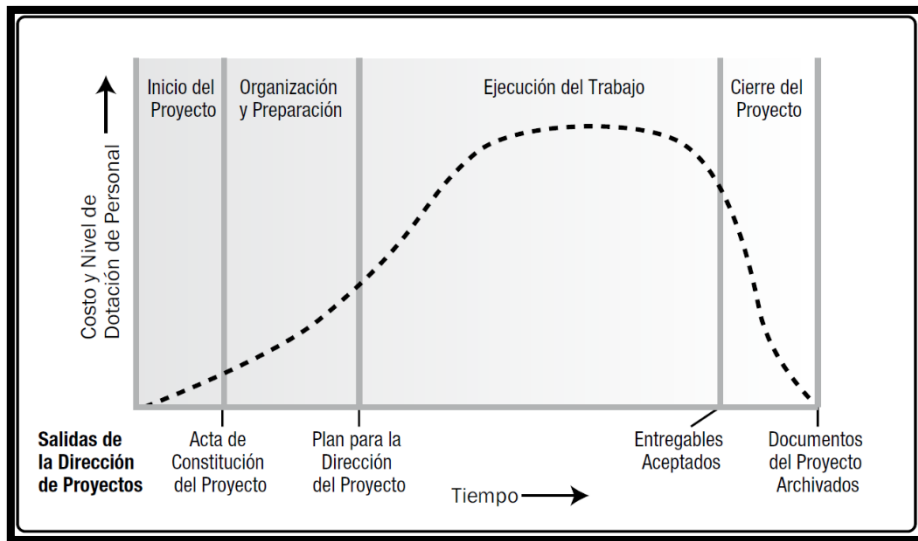 Inicio del
Proyecto
Organización
y Preparación
Ejecución del Trabajo
Cierre del
Proyecto
Costo y Nivel de
Dotación de Personal
Salidas de
la Dirección
de Proyectos
Acta de
Constitución
del Proyecto
Plan para la
Dirección
del Proyecto
Entregables
Aceptados
Documentos
del Proyecto
Archivados
Tiempo